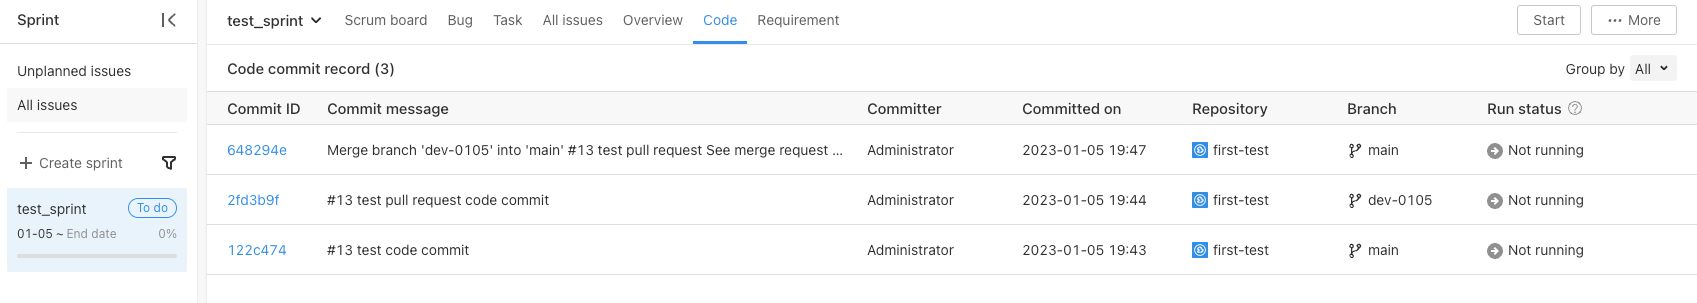 Sprint
Unplanned issues
All issues
Create sprint
test_sprint To do
01-05 ~ End date 0%
test_sprint Scrum board Bug Task All issues Overview Code Requirement Start ··· More
Code commit record (3) Group by All
Commit ID Commit message Committer Committed on Repository Branch Run status ?
648294e Merge branch 'dev-0105' into 'main' #13 test pull request See merge request ... Administrator 2023-01-05 19:47 first-test main Not running
2fd3b9f #13 test pull request code commit Administrator 2023-01-05 19:44 first-test dev-0105 Not running
122c474 #13 test code commit Administrator 2023-01-05 19:43 first-test main Not running